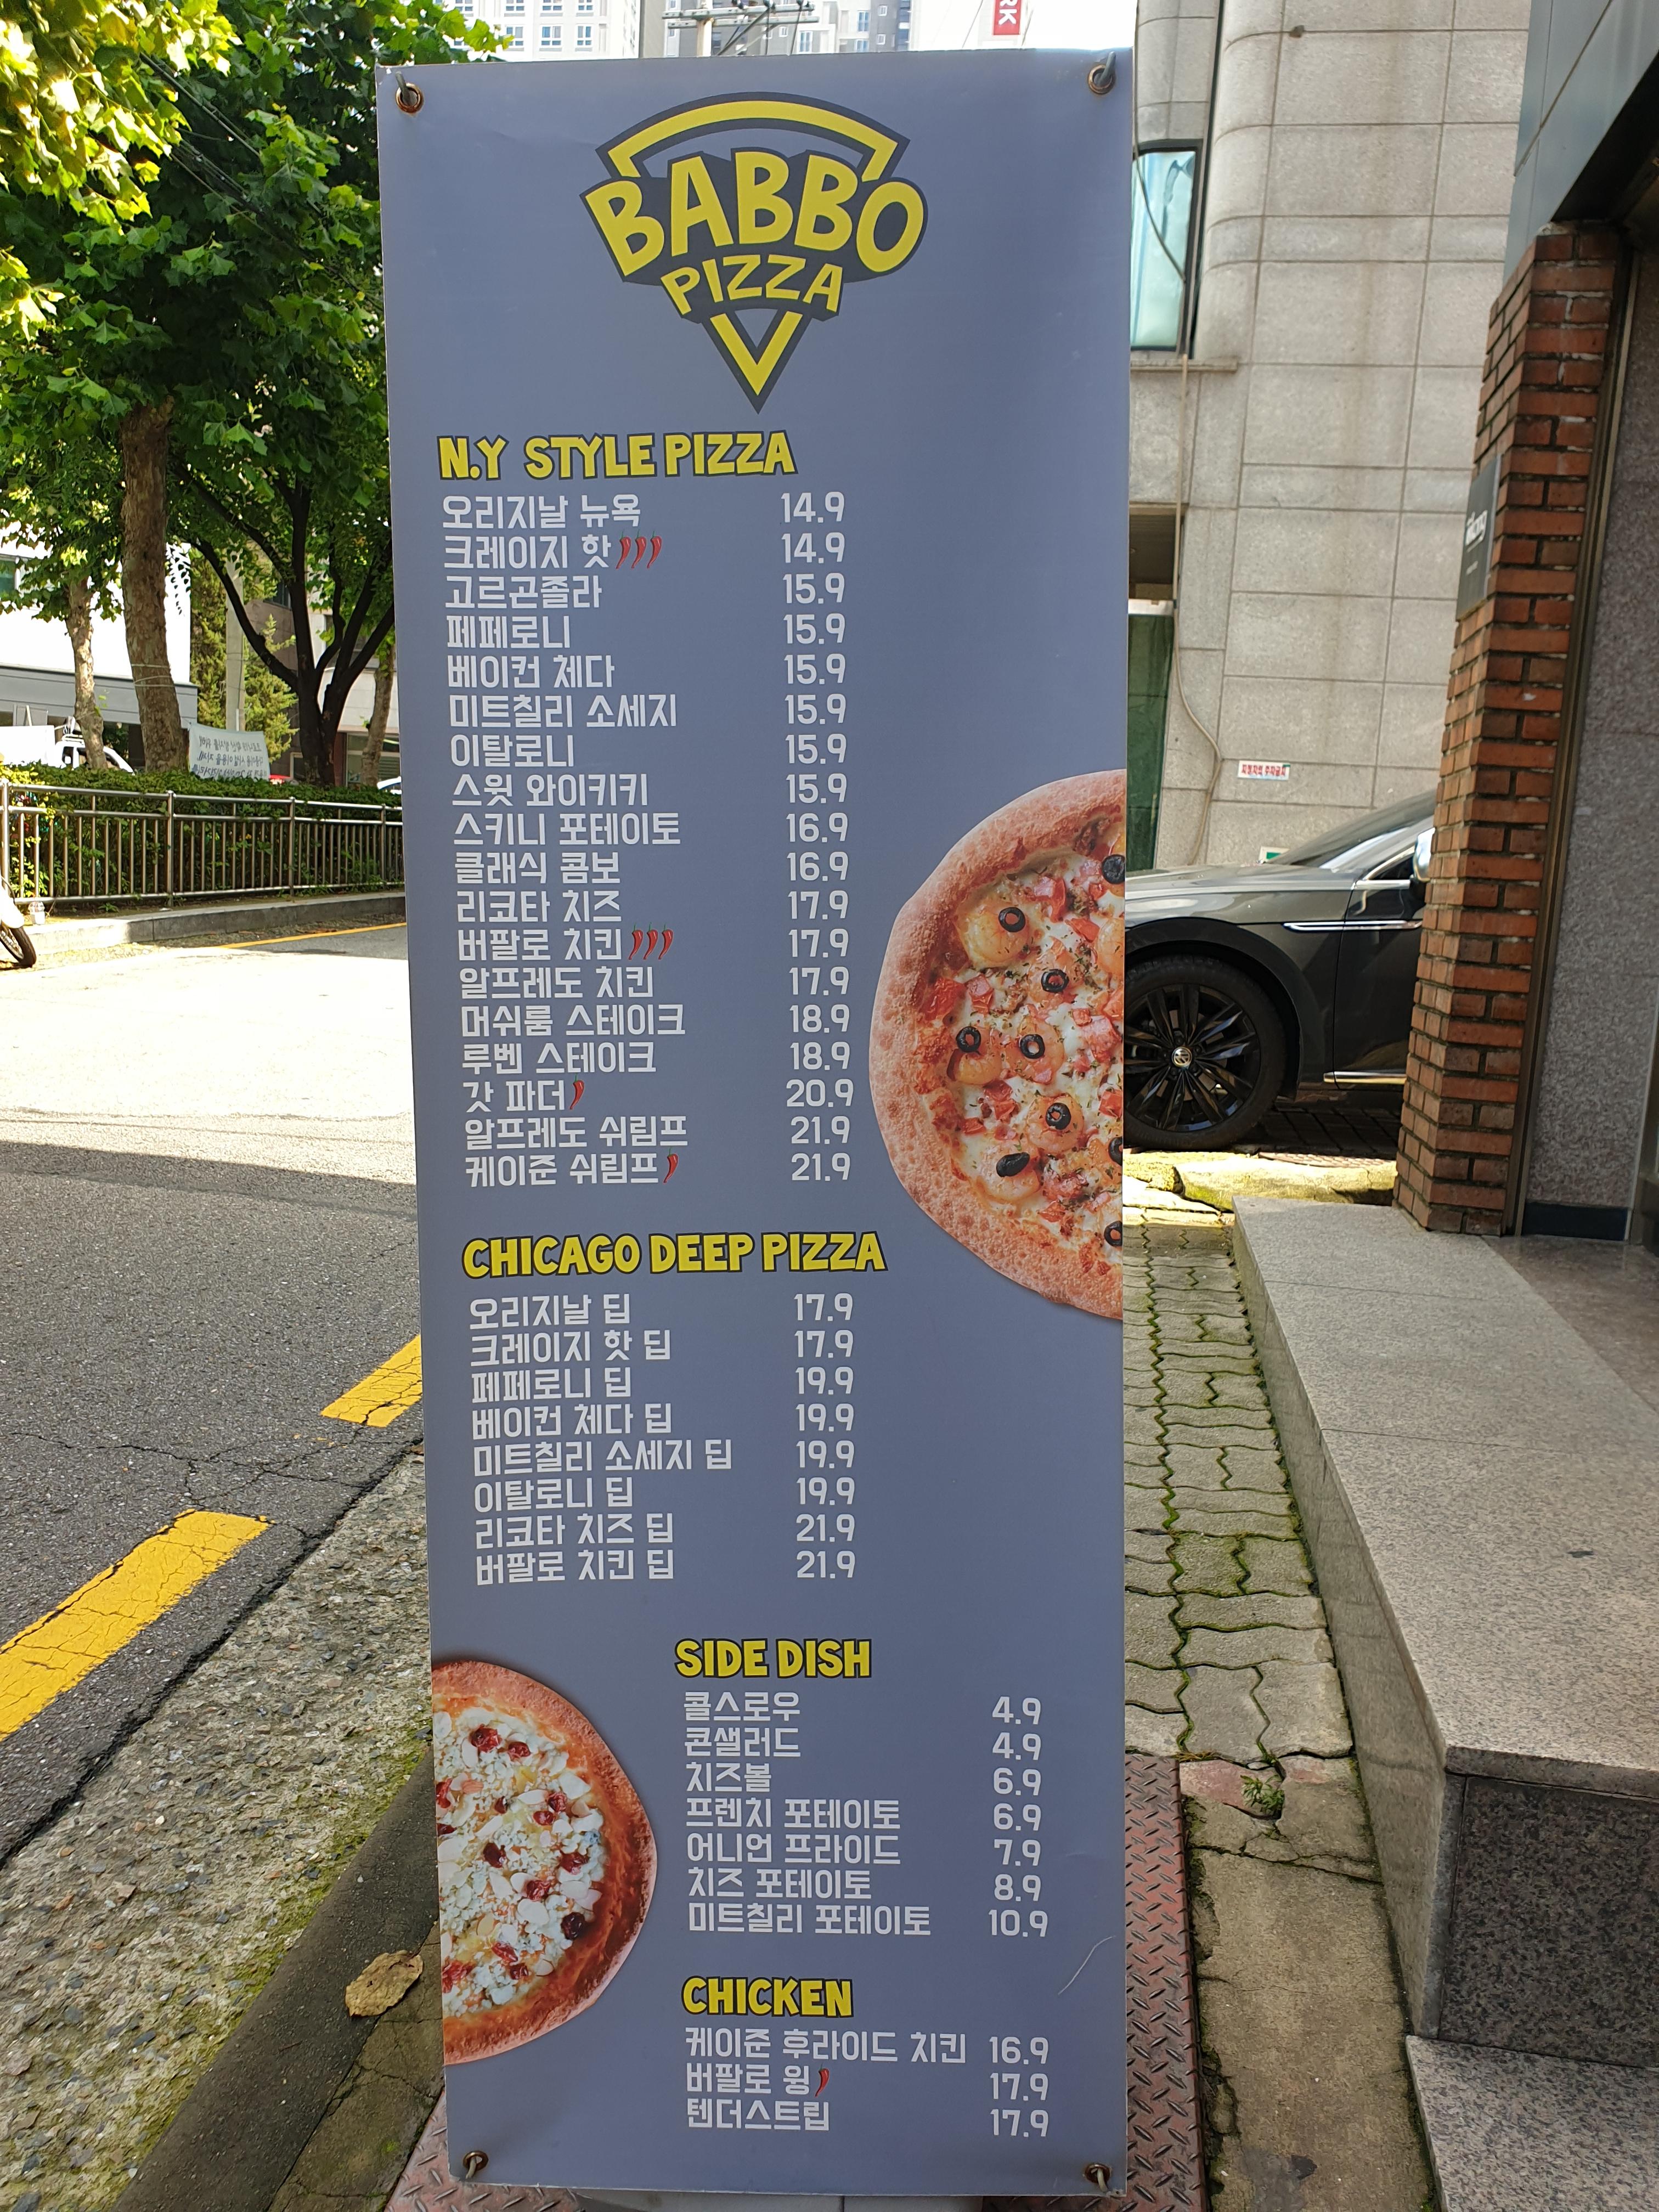 BABBO
PIZZA
N.Y STYLE PIZZA
오리지날 뉴욕 14.9
크레이지 핫 14.9
고르곤졸라 15.9
페페로니 15.9
베이컨 체다 15.9
미트칠리 소세지 15.9
이탈로니 15.9
스윗 와이키키 15.9
스키니 포테이토 16.9
클래식 콤보 16.9
리코타 치즈 17.9
버팔로 치킨 17.9
알프레도 치킨 17.9
머쉬룸 스테이크 18.9
루벤 스테이크 18.9
갓 파더 20.9
알프레도 쉬림프 21.9
케이준 쉬림프 21.9
CHICAGO DEEP PIZZA
오리지날 딥 17.9
크레이지 핫 딥 17.9
페페로니 딥 19.9
베이컨 체다 딥 19.9
미트칠리 소세지 딥 19.9
이탈로니 딥 19.9
리코타 치즈 딥 21.9
버팔로 치킨 딥 21.9
SIDE DISH
콜스로우 4.9
콘샐러드 4.9
치즈볼 6.9
프렌치 포테이토 6.9
어니언 프라이드 7.9
치즈 포테이토 8.9
미트칠리 포테이토 10.9
CHICKEN
케이준 후라이드 치킨 16.9
버팔로 윙 17.9
텐더스트립 17.9